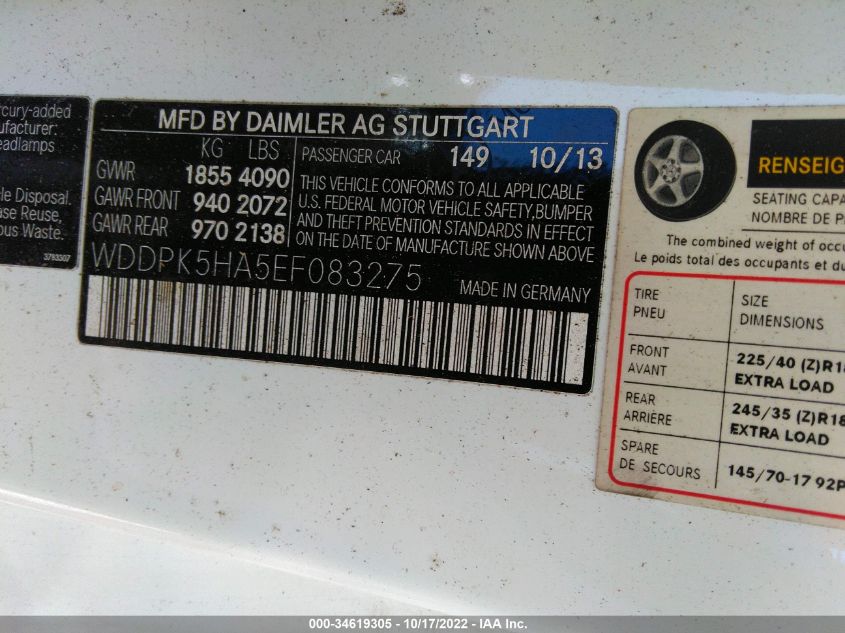 rcury-added
ufacturer:
eadlamps
le Disposal.
ase Reuse,
ous Waste.
3793307
MFD BY DAIMLER AG STUTTGART
KG LBS
GVWR 1855 4090
GAWR FRONT 940 2072
GAWR REAR 970 2138
PASSENGER CAR 149 10/13
THIS VEHICLE CONFORMS TO ALL APPLICABLE
U.S. FEDERAL MOTOR VEHICLE SAFETY, BUMPER
AND THEFT PREVENTION STANDARDS IN EFFECT
ON THE DATE OF MANUFACTURE SHOWN ABOVE
WDDPK5HA5EF083275
MADE IN GERMANY
RENSEIG
SEATING CAPA
NOMBRE DE P
The combined weight of occu
Le poids total des occupants et du
TIRE
PNEU
SIZE
DIMENSIONS
FRONT
AVANT
225/40 (Z)R18
EXTRA LOAD
REAR
ARRIÈRE
245/35 (Z)R18
EXTRA LOAD
SPARE
DE SECOURS
145/70-17 92P
000-34619305 - 10/17/2022 - IAA Inc.